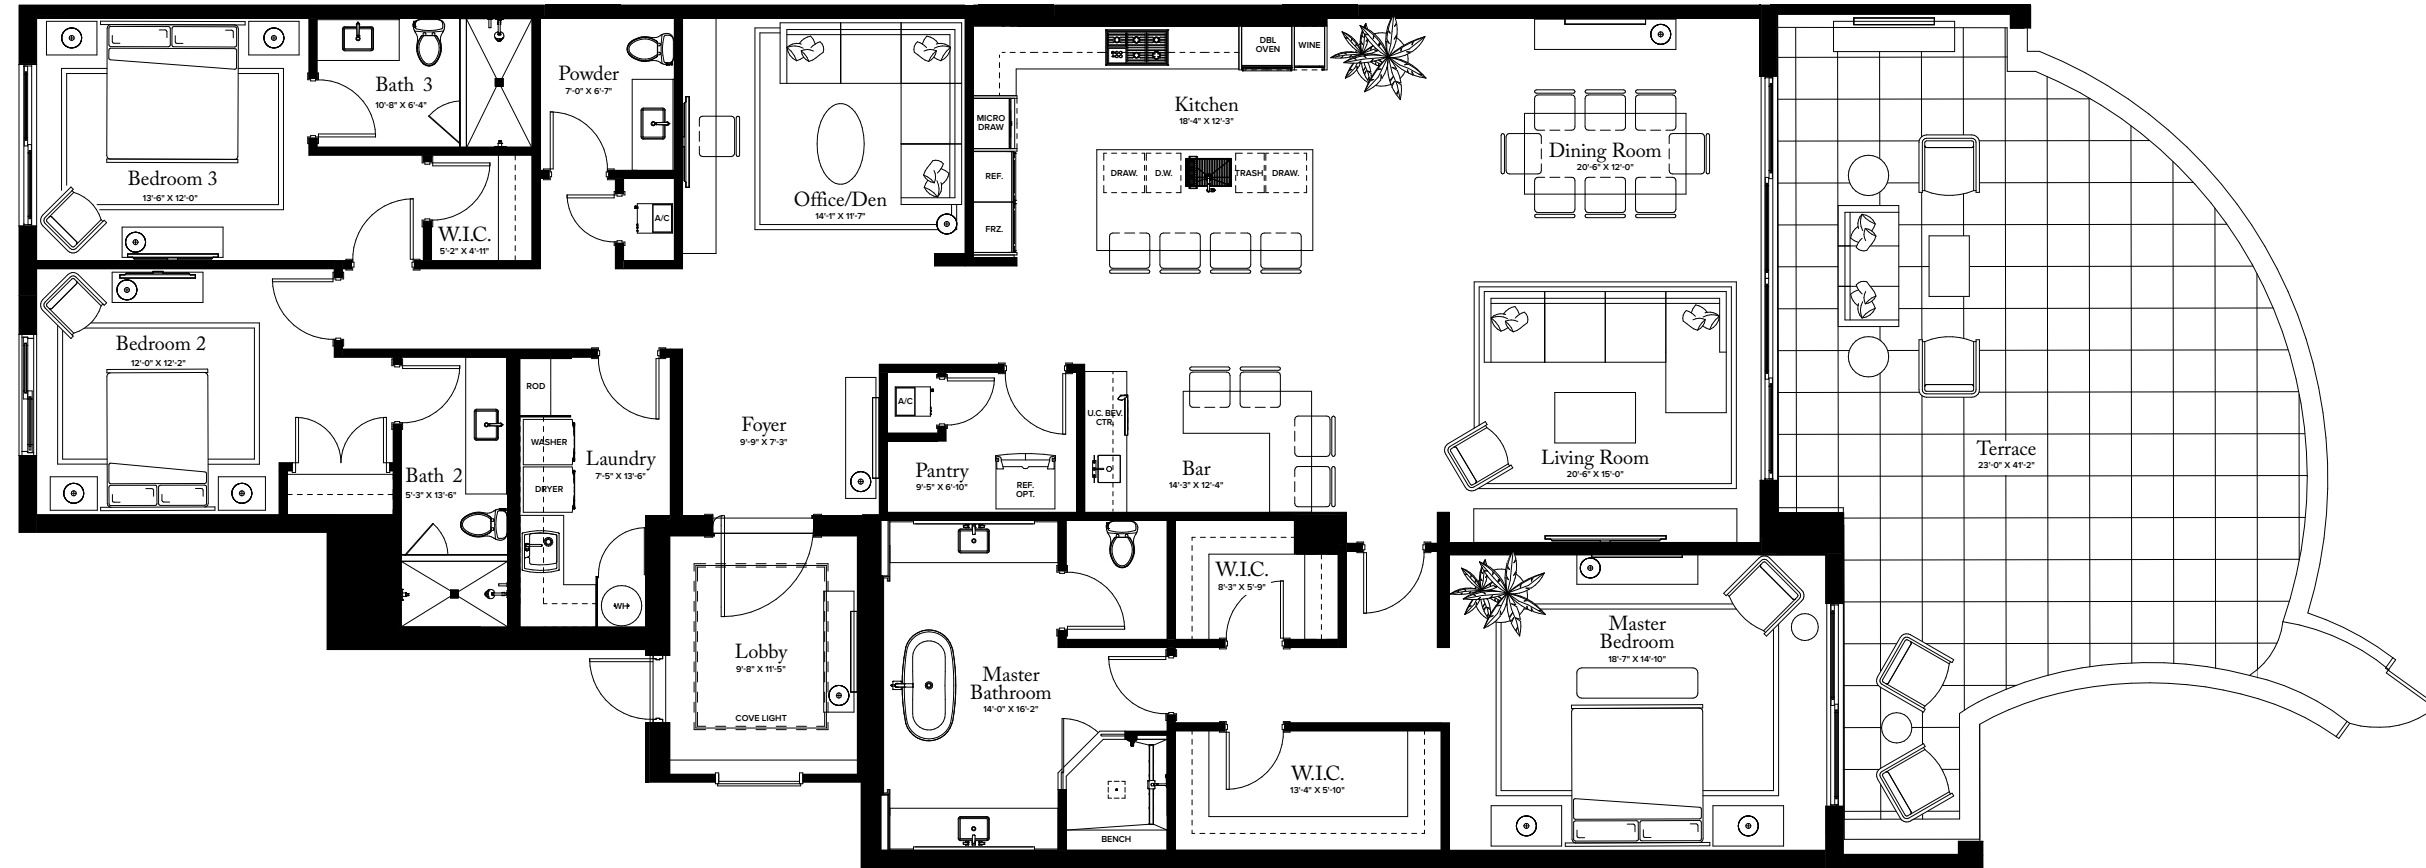 Bedroom 3
13'-6" X 12'-0"
Bath 3
10'-8" X 6'-4"
W.I.C.
5'-2" X 4'-11"
Powder
7'-0" X 6'-7"
A/C
Office/Den
14'-1" X 11'-7"
MICRO
DRAW
REF.
FRZ.
DBL
OVEN
WINE
Kitchen
18'-4" X 12'-3"
DRAW.
D.W.
TRASH
DRAW.
Dining Room
20'-6" X 12'-0"
Bedroom 2
12'-0" X 12'-2"
Bath 2
5'-3" X 13'-6"
ROD
WASHER
DRYER
Laundry
7'-5" X 13'-6"
WH
Foyer
9'-9" X 7'-3"
A/C
Pantry
9'-5" X 6'-10"
REF.
OPT.
U.C. BEV.
CTR.
Bar
14'-3" X 12'-4"
Living Room
20'-6" X 15'-0"
Terrace
23'-0" X 41'-2"
Lobby
9'-8" X 11'-5"
COVE LIGHT
Master
Bathroom
14'-0" X 16'-2"
BENCH
W.I.C.
8'-3" X 5'-9"
W.I.C.
13'-4" X 5'-10"
Master
Bedroom
18'-7" X 14'-10"